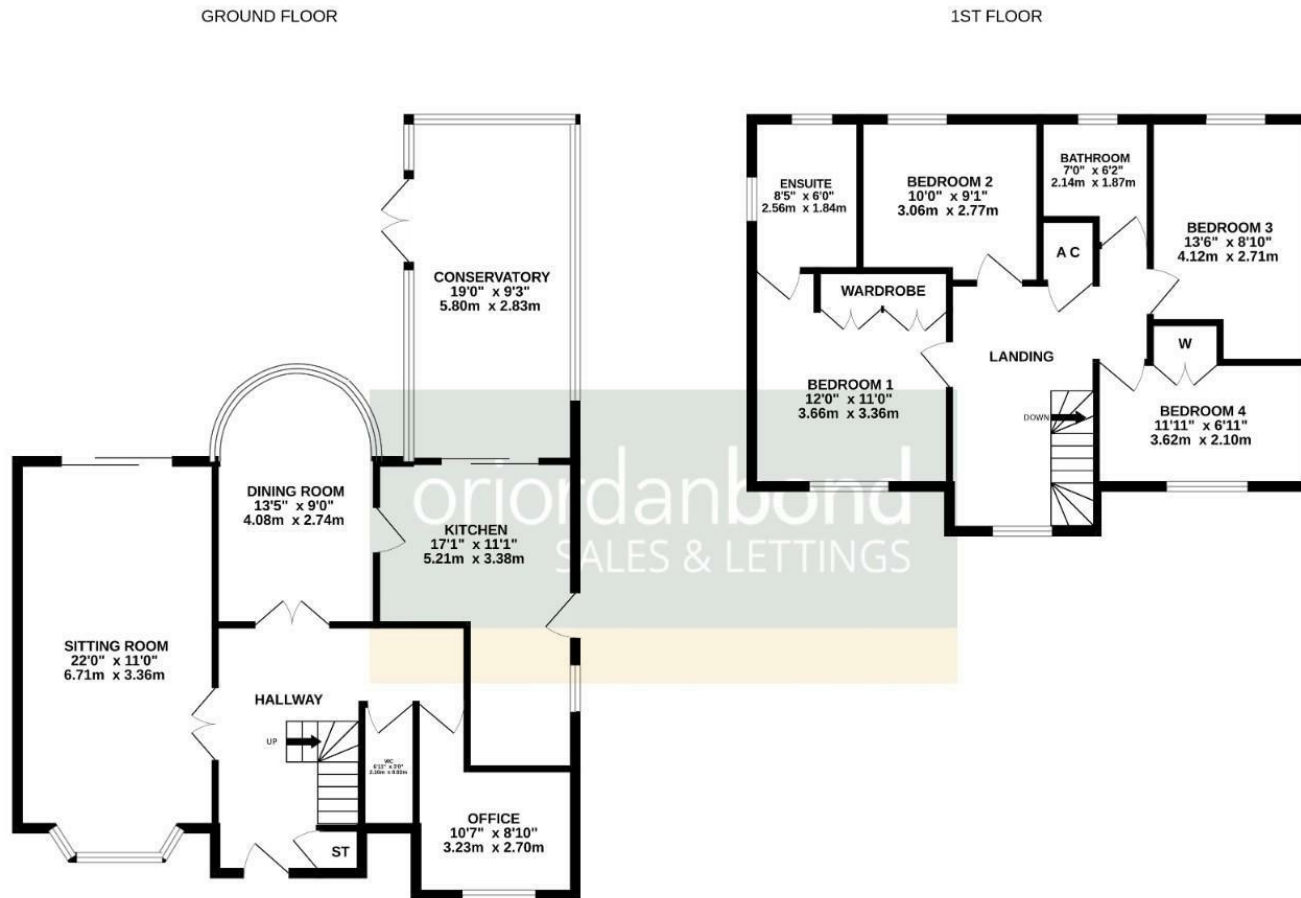 GROUND FLOOR
1ST FLOOR
CONSERVATORY
19'0" x 9'3"
5.80m x 2.83m
DINING ROOM
13'5" x 9'0"
4.08m x 2.74m
KITCHEN
17'1" x 11'1"
5.21m x 3.38m
SITTING ROOM
22'0" x 11'0"
6.71m x 3.36m
HALLWAY
UP
WC
ST
OFFICE
10'7" x 8'10"
3.23m x 2.70m
ENSUITE
8'5" x 6'0"
2.56m x 1.84m
BEDROOM 2
10'0" x 9'1"
3.06m x 2.77m
BATHROOM
7'0" x 6'2"
2.14m x 1.87m
BEDROOM 3
13'6" x 8'10"
4.12m x 2.71m
A C
WARDROBE
LANDING
W
BEDROOM 1
12'0" x 11'0"
3.66m x 3.36m
DOWN
BEDROOM 4
11'11" x 6'11"
3.62m x 2.10m
oriordanbond
SALES & LETTINGS